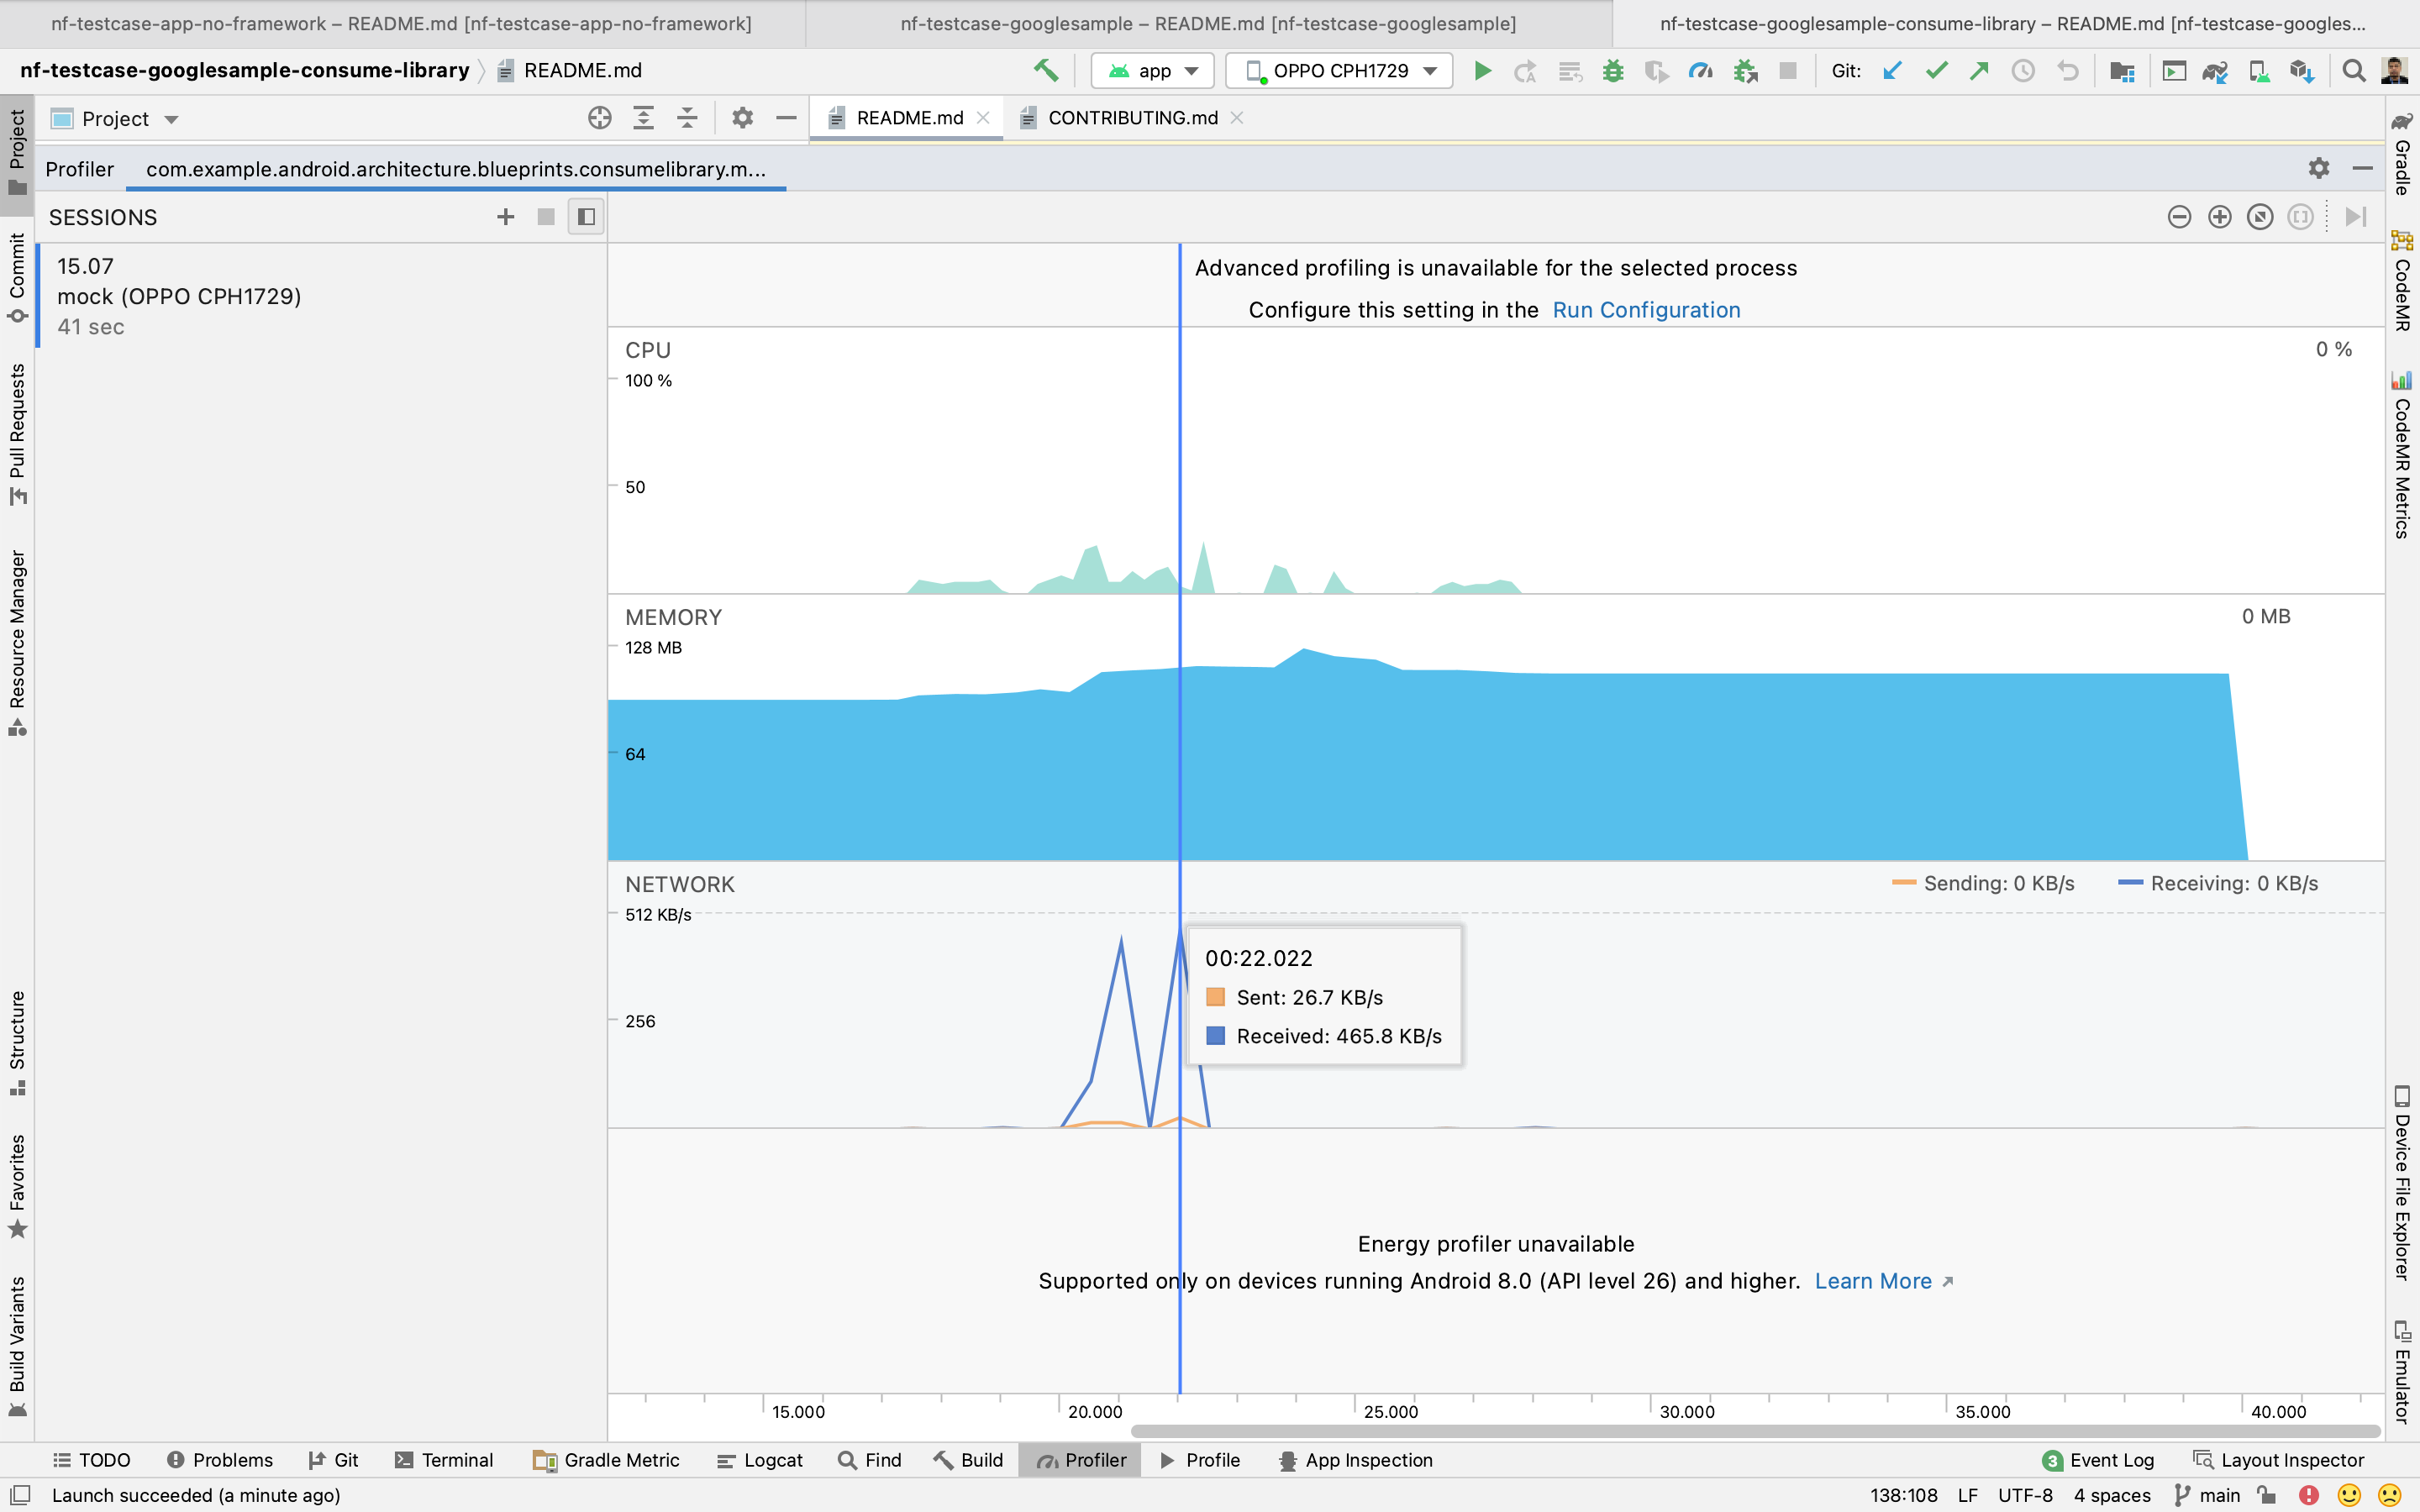 nf-testcase-app-no-framework – README.md [nf-testcase-app-no-framework]
nf-testcase-googlesample – README.md [nf-testcase-googlesample]
nf-testcase-googlesample-consume-library – README.md [nf-testcase-googles...
nf-testcase-googlesample-consume-library
README.md
app
OPPO CPH1729
Git:
Project
README.md
CONTRIBUTING.md
Profiler
com.example.android.architecture.blueprints.consumelibrary.m...
SESSIONS
15.07
mock (OPPO CPH1729)
41 sec
Advanced profiling is unavailable for the selected process
Configure this setting in the Run Configuration
CPU
0 %
100 %
50
MEMORY
0 MB
128 MB
64
NETWORK
Sending: 0 KB/s
Receiving: 0 KB/s
512 KB/s
256
00:22.022
Sent: 26.7 KB/s
Received: 465.8 KB/s
Energy profiler unavailable
Supported only on devices running Android 8.0 (API level 26) and higher. Learn More
15.000
20.000
25.000
30.000
35.000
40.000
Project
Commit
Pull Requests
Resource Manager
Structure
Favorites
Build Variants
Gradle
CodeMR
CodeMR Metrics
Device File Explorer
Emulator
TODO
Problems
Git
Terminal
Gradle Metric
Logcat
Find
Build
Profiler
Profile
App Inspection
3
Event Log
Layout Inspector
Launch succeeded (a minute ago)
138:108
LF
UTF-8
4 spaces
main